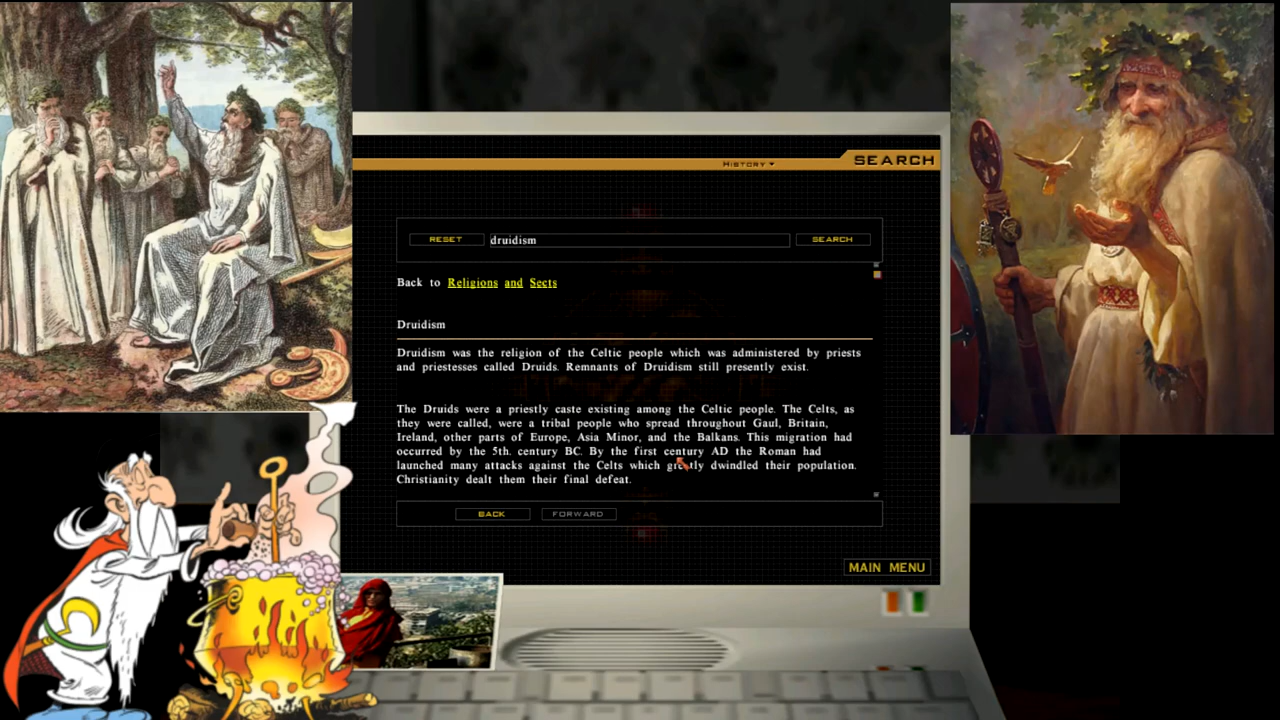 HISTORY
SEARCH
RESET
druidism
SEARCH
Back to Religions and Sects
Druidism
Druidism was the religion of the Celtic people which was administered by priests
and priestesses called Druids. Remnants of Druidism still presently exist.
The Druids were a priestly caste existing among the Celtic people. The Celts, as
they were called, were a tribal people who spread throughout Gaul, Britain,
Ireland, other parts of Europe, Asia Minor, and the Balkans. This migration had
occurred by the 5th. century BC. By the first century AD the Roman had
launched many attacks against the Celts which greatly dwindled their population.
Christianity dealt them their final defeat.
BACK
FORWARD
MAIN MENU